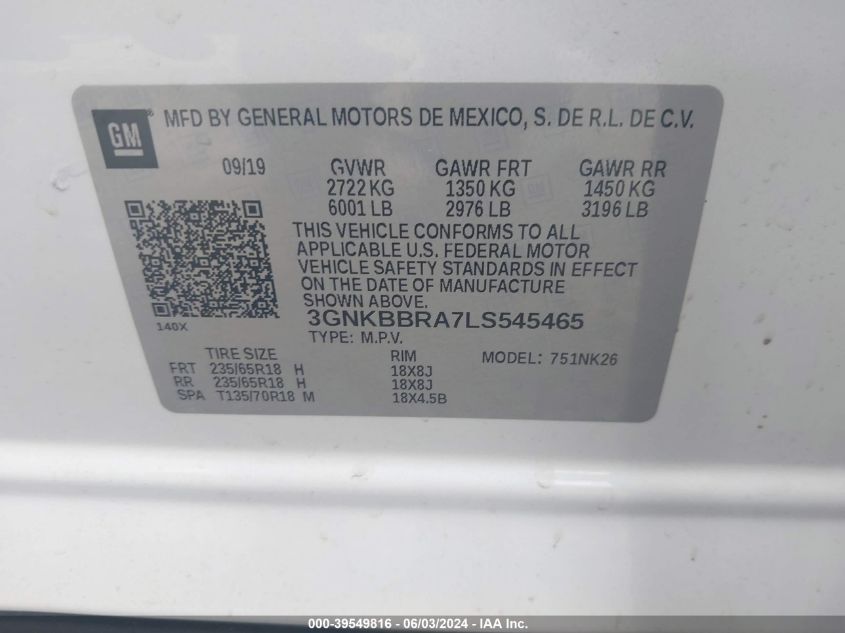 GM ® MFD BY GENERAL MOTORS DE MEXICO, S. DE R.L. DE C.V.
09/19 GVWR GAWR FRT GAWR RR
2722 KG 1350 KG 1450 KG
6001 LB 2976 LB 3196 LB
THIS VEHICLE CONFORMS TO ALL
APPLICABLE U.S. FEDERAL MOTOR
VEHICLE SAFETY STANDARDS IN EFFECT
ON THE DATE OF MANUFACTURE
SHOWN ABOVE.
140X
3GNKBBRA7LS545465
TYPE: M.P.V.
TIRE SIZE RIM MODEL: 751NK26
FRT 235/65R18 H 18X8J
RR 235/65R18 H 18X8J
SPA T135/70R18 M 18X4.5B
000-39549816 - 06/03/2024 - IAA Inc.